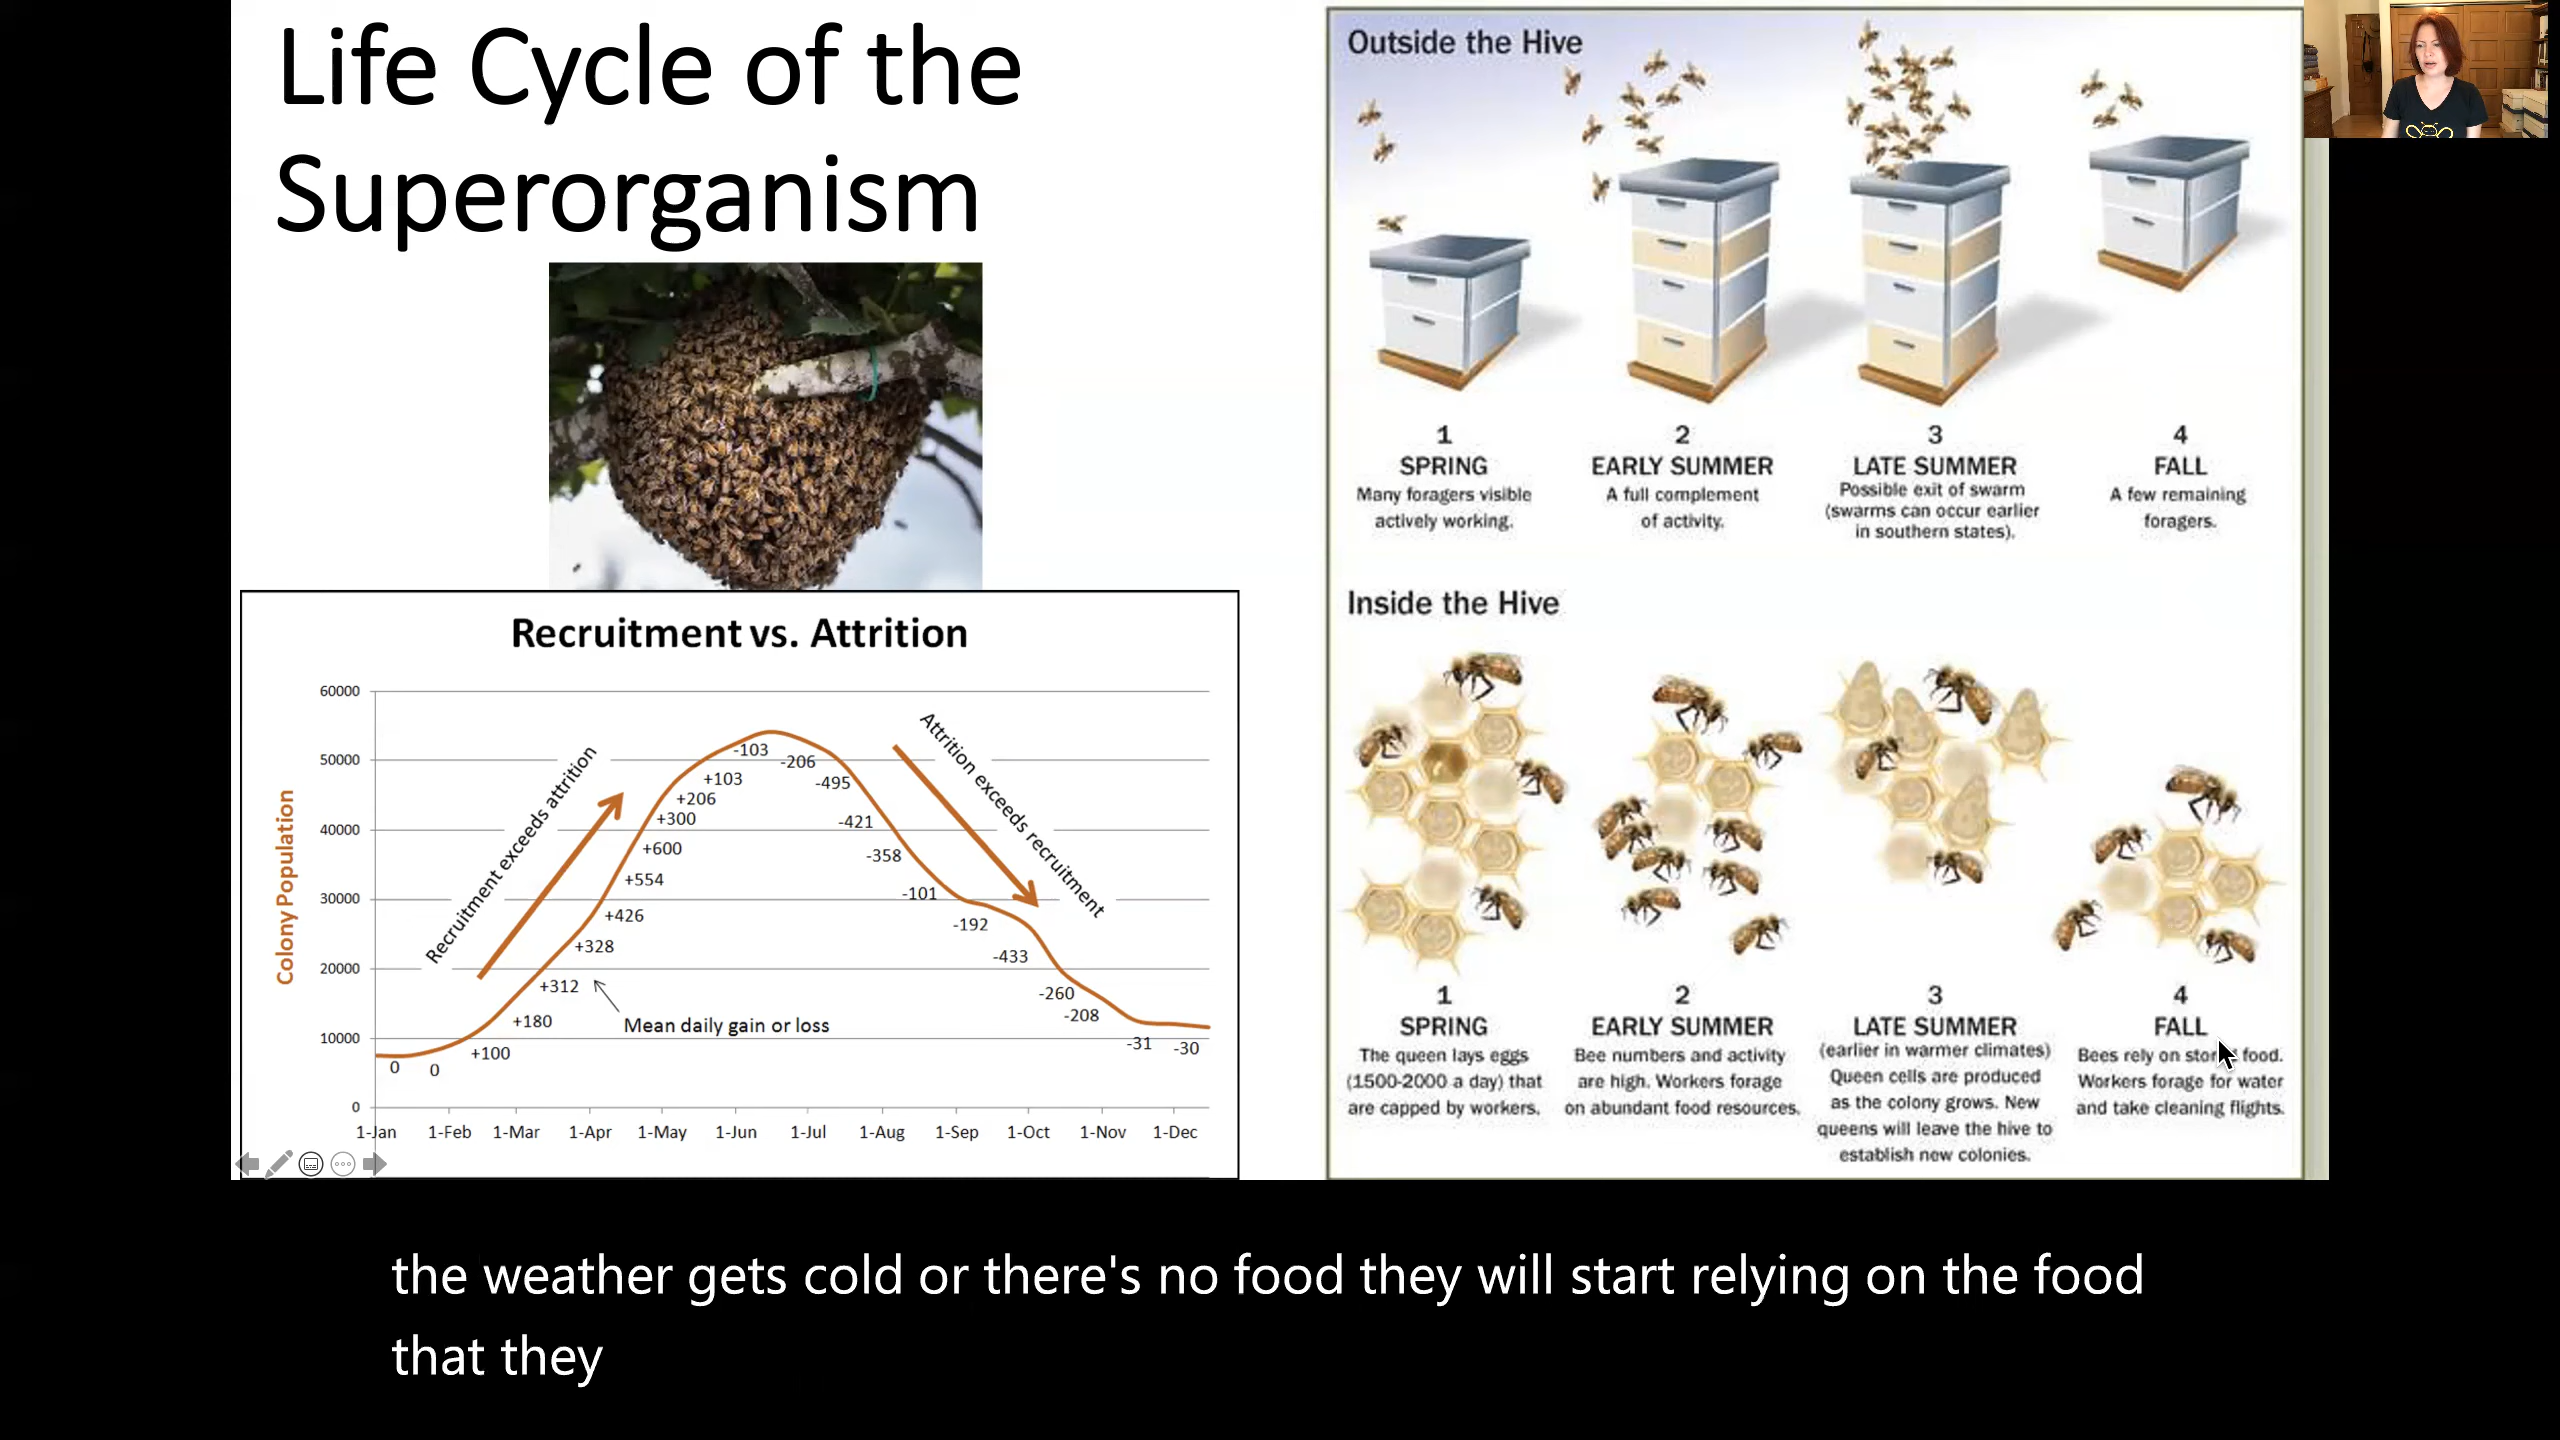 Life Cycle of the
Superorganism
Recruitment vs. Attrition
Colony Population
60000
50000
40000
30000
20000
10000
0
Recruitment exceeds attrition
Attrition exceeds recruitment
0
0
+100
+180
+312
+328
+426
+554
+600
+300
+206
+103
-103
-206
-495
-421
-358
-101
-192
-433
-260
-208
-31
-30
Mean daily gain or loss
1-Jan
1-Feb
1-Mar
1-Apr
1-May
1-Jun
1-Jul
1-Aug
1-Sep
1-Oct
1-Nov
1-Dec
Outside the Hive
1
SPRING
Many foragers visible
actively working.
2
EARLY SUMMER
A full complement
of activity.
3
LATE SUMMER
Possible exit of swarm
(swarms can occur earlier
in southern states).
4
FALL
A few remaining
foragers.
Inside the Hive
1
SPRING
The queen lays eggs
(1500-2000 a day) that
are capped by workers.
2
EARLY SUMMER
Bee numbers and activity
are high. Workers forage
on abundant food resources.
3
LATE SUMMER
(earlier in warmer climates)
Queen cells are produced
as the colony grows. New
queens will leave the hive to
establish new colonies.
4
FALL
Bees rely on food.
Workers forage for water
and take cleaning flights.
the weather gets cold or there's no food they will start relying on the food
that they